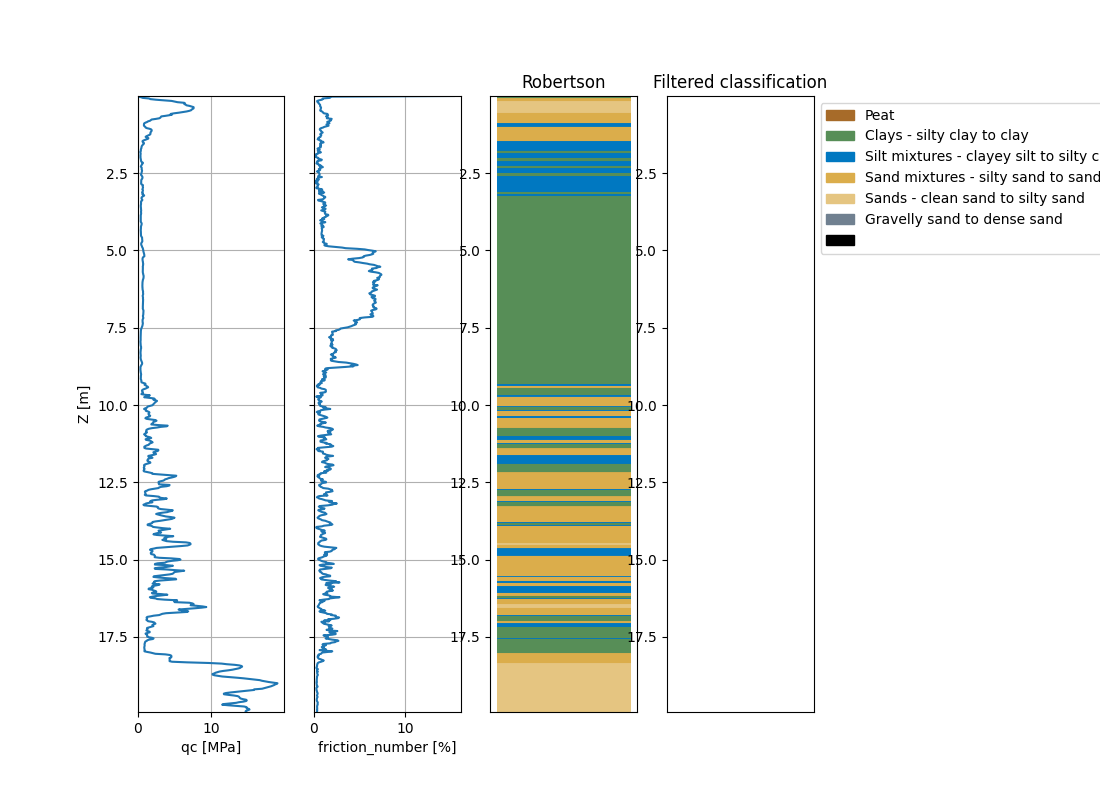 Robertson
Filtered classification
Peat
Clays - silty clay to clay
Silt mixtures - clayey silt to silty c
Sand mixtures - silty sand to sand
Sands - clean sand to silty sand
Gravelly sand to dense sand
2.5
2.5
2.5
5.0
5.0
5.0
7.5
7.5
7.5
10.0
10.0
10.0
12.5
12.5
12.5
15.0
15.0
15.0
17.5
17.5
17.5
Z [m]
0
10
0
10
qc [MPa]
friction_number [%]